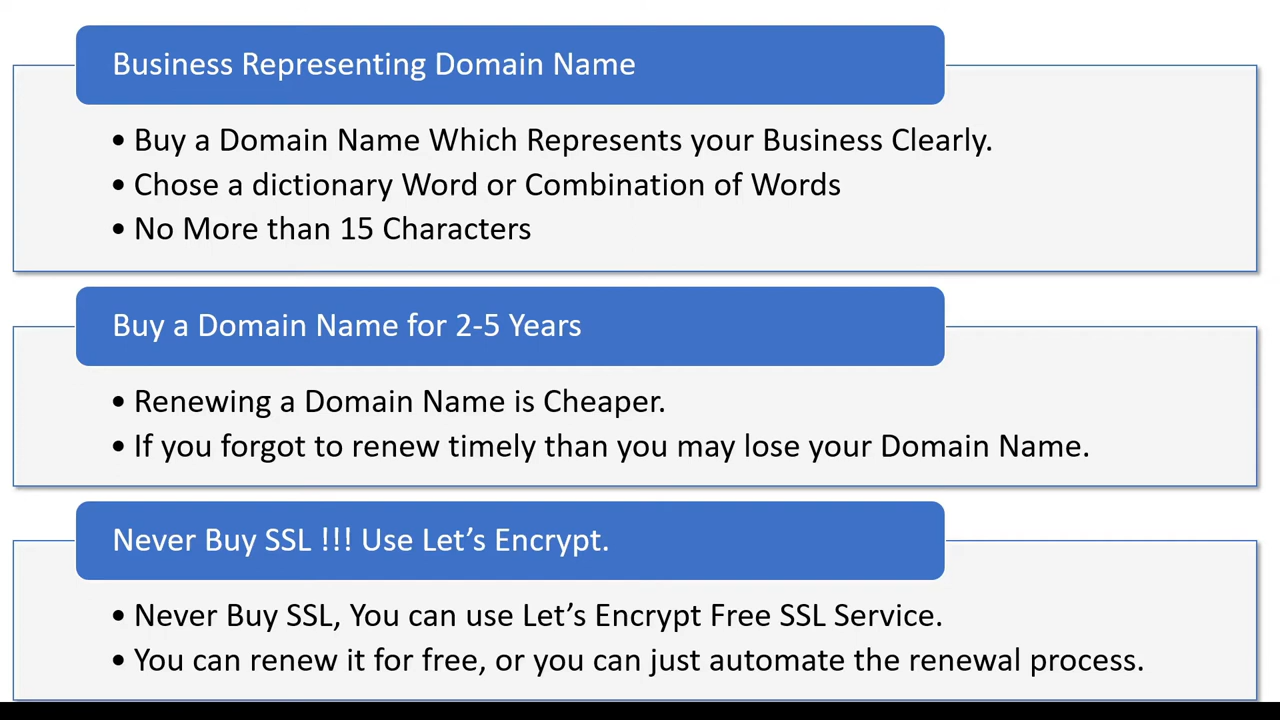 Business Representing Domain Name
• Buy a Domain Name Which Represents your Business Clearly.
• Chose a dictionary Word or Combination of Words
• No More than 15 Characters
Buy a Domain Name for 2-5 Years
• Renewing a Domain Name is Cheaper.
• If you forgot to renew timely than you may lose your Domain Name.
Never Buy SSL !!! Use Let’s Encrypt.
• Never Buy SSL, You can use Let’s Encrypt Free SSL Service.
• You can renew it for free, or you can just automate the renewal process.